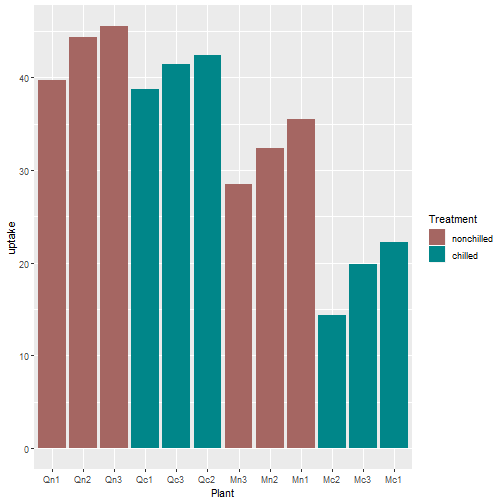 40
30
20
10
0
uptake
Qn1 Qn2 Qn3 Qc1 Qc3 Qc2 Mn3 Mn2 Mn1 Mc2 Mc3 Mc1
Plant
Treatment
nonchilled
chilled